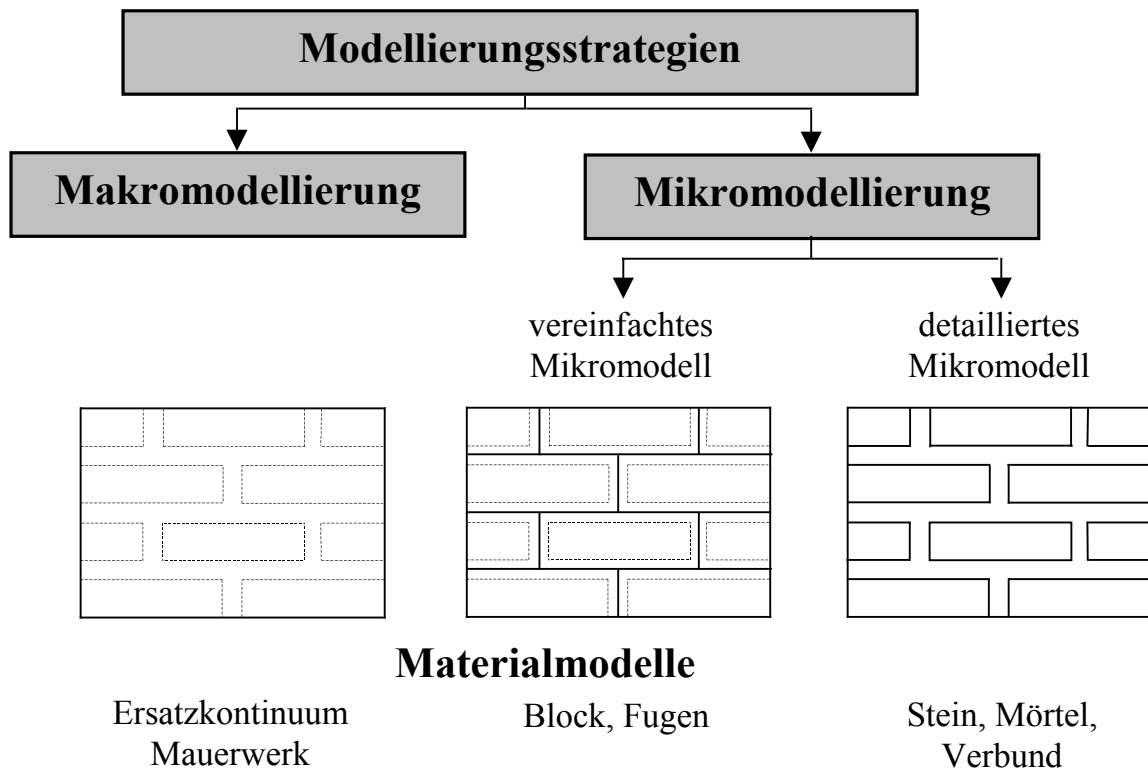 Modellierungsstrategien
Makromodellierung
Mikromodellierung
vereinfachtes
Mikromodell
detailliertes
Mikromodell
Materialmodelle
Ersatzkontinuum
Mauerwerk
Block, Fugen
Stein, Mörtel,
Verbund